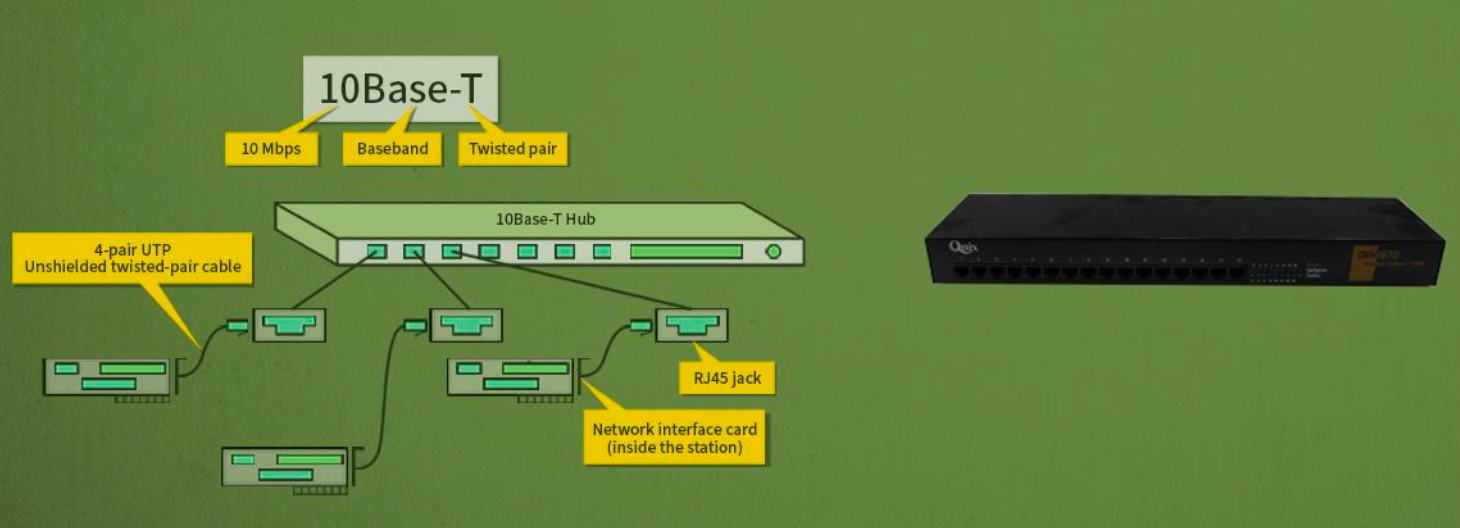 10Base-T
10 Mbps
Baseband
Twisted pair
10Base-T Hub
4-pair UTP
Unshielded twisted-pair cable
RJ45 jack
Network interface card
(inside the station)